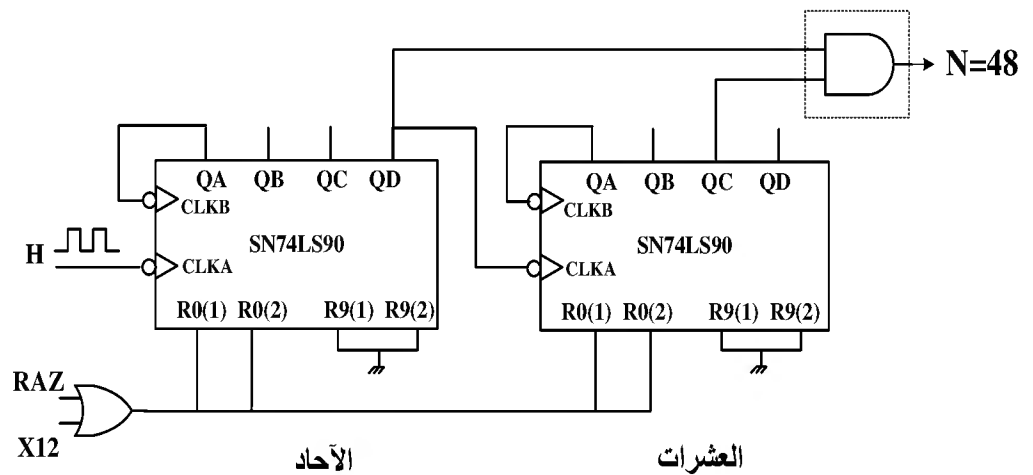 N=48
QA QB QC QD
CLKB
SN74LS90
H
CLKA
R0(1) R0(2) R9(1) R9(2)
QA QB QC QD
CLKB
SN74LS90
CLKA
R0(1) R0(2) R9(1) R9(2)
RAZ
X12
الآحاد
العشرات